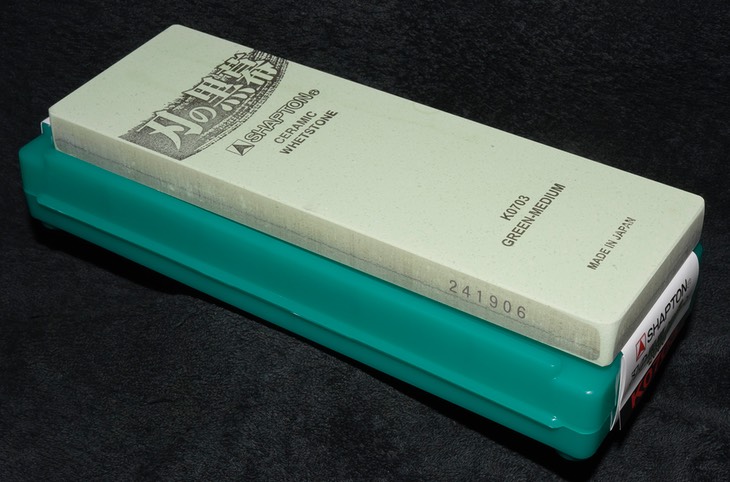 刃の黒幕
SHAPTON®
CERAMIC
WHETSTONE
K0703
GREEN-MEDIUM
MADE IN JAPAN
241906
SHAPTON